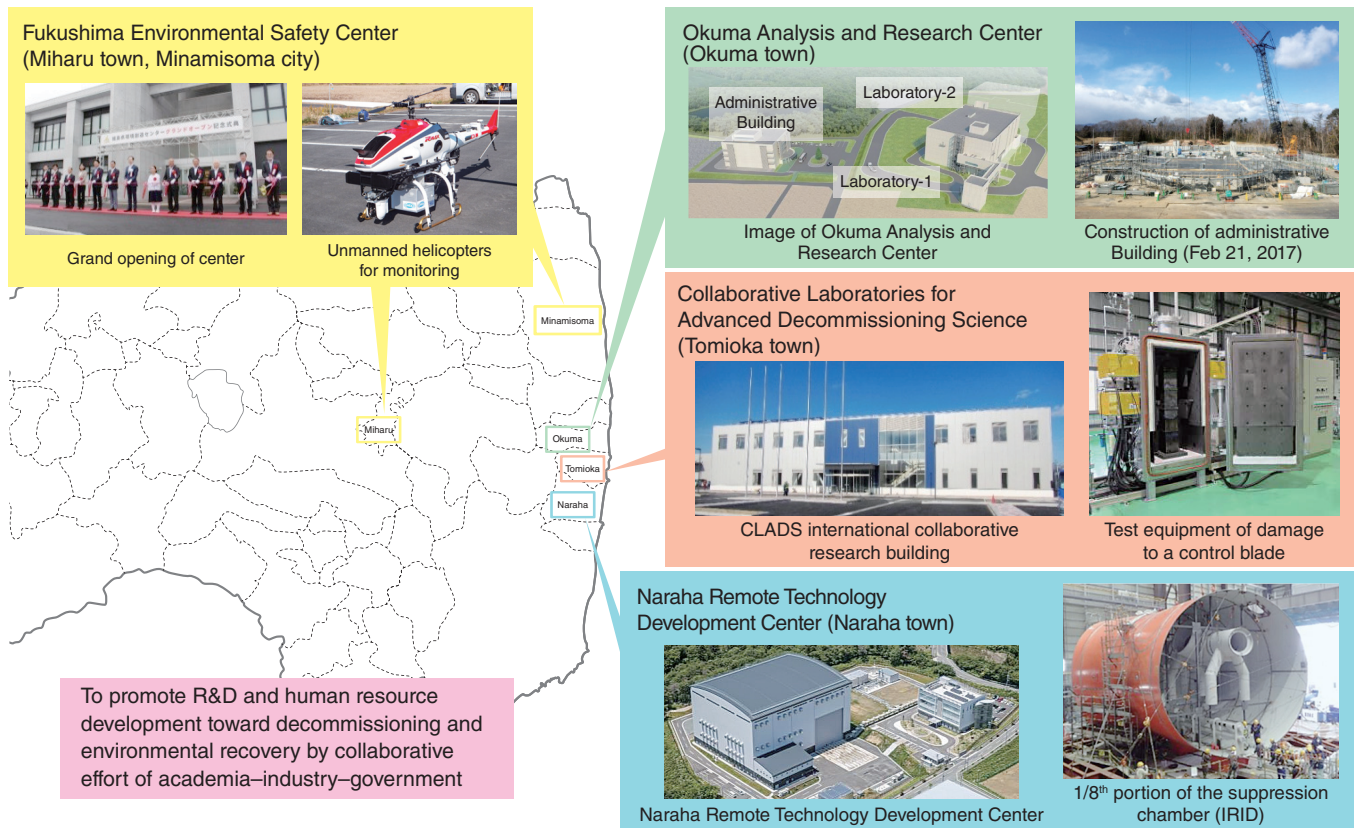 Fukushima Environmental Safety Center
(Miharu town, Minamisoma city)
Grand opening of center
Unmanned helicopters
for monitoring
Okuma Analysis and Research Center
(Okuma town)
Administrative
Building
Laboratory-2
Laboratory-1
Image of Okuma Analysis and
Research Center
Construction of administrative
Building (Feb 21, 2017)
Collaborative Laboratories for
Advanced Decommissioning Science
(Tomioka town)
CLADS international collaborative
research building
Test equipment of damage
to a control blade
Minamisoma
Miharu
Okuma
Tomioka
Naraha
Naraha Remote Technology
Development Center (Naraha town)
Naraha Remote Technology Development Center
1/8th portion of the suppression
chamber (IRID)
To promote R&D and human resource
development toward decommissioning and
environmental recovery by collaborative
effort of academia–industry–government